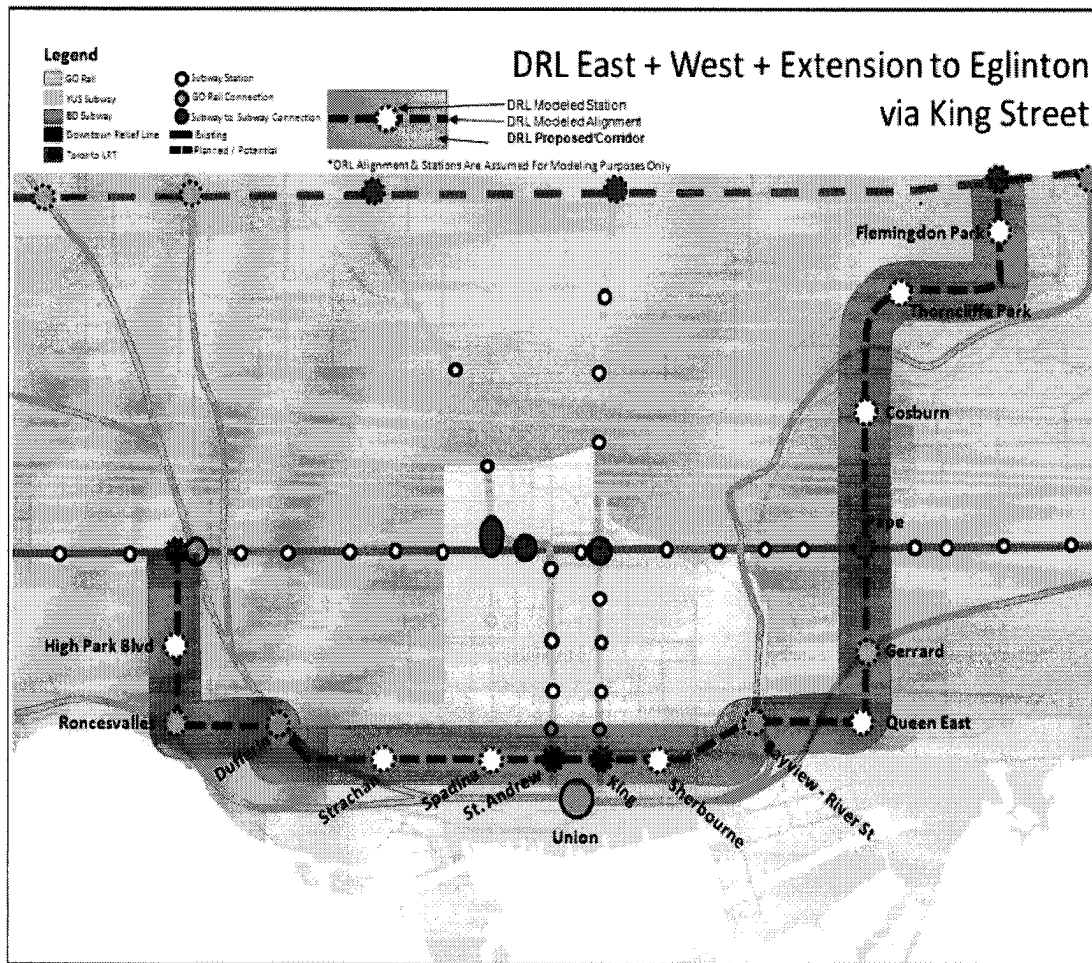 Legend
GO Rail
YUS Subway
BD Subway
Downtown Relief Line
Toronto LRT
Subway Station
GO Rail Connection
Subway to Subway Connection
Existing
Planned / Potential
DRL Modeled Station
DRL Modeled Alignment
DRL Proposed Corridor
*DRL Alignment & Stations Are Assumed For Modeling Purposes Only
DRL East + West + Extension to Eglinton
via King Street
Flemingdon Park
Thorncliffe Park
Cosburn
Pape
High Park Blvd
Gerrard
Roncesvalles
Queen East
Dufferin
Strachan
Spadina
St. Andrew
King
Sherbourne
Bayview - River St
Union